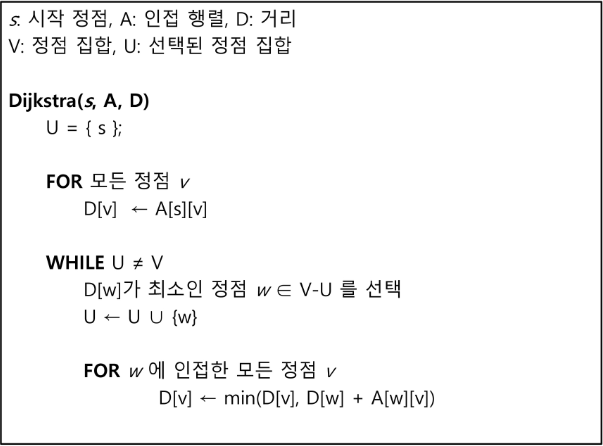 s: 시작 정점, A: 인접 행렬, D: 거리
V: 정점 집합, U: 선택된 정점 집합
Dijkstra(s, A, D)
U = { s };
FOR 모든 정점 v
D[v] ← A[s][v]
WHILE U ≠ V
D[w]가 최소인 정점 w ∈ V-U 를 선택
U ← U ∪ {w}
FOR w 에 인접한 모든 정점 v
D[v] ← min(D[v], D[w] + A[w][v])